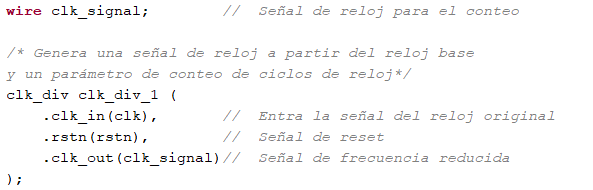 wire clk_signal; // Señal de reloj para el conteo
/* Genera una señal de reloj a partir del reloj base
y un parámetro de conteo de ciclos de reloj*/
clk_div clk_div_1 (
.clk_in(clk), // Entra la señal del reloj original
.rstn(rstn), // Señal de reset
.clk_out(clk_signal)// Señal de frecuencia reducida
);